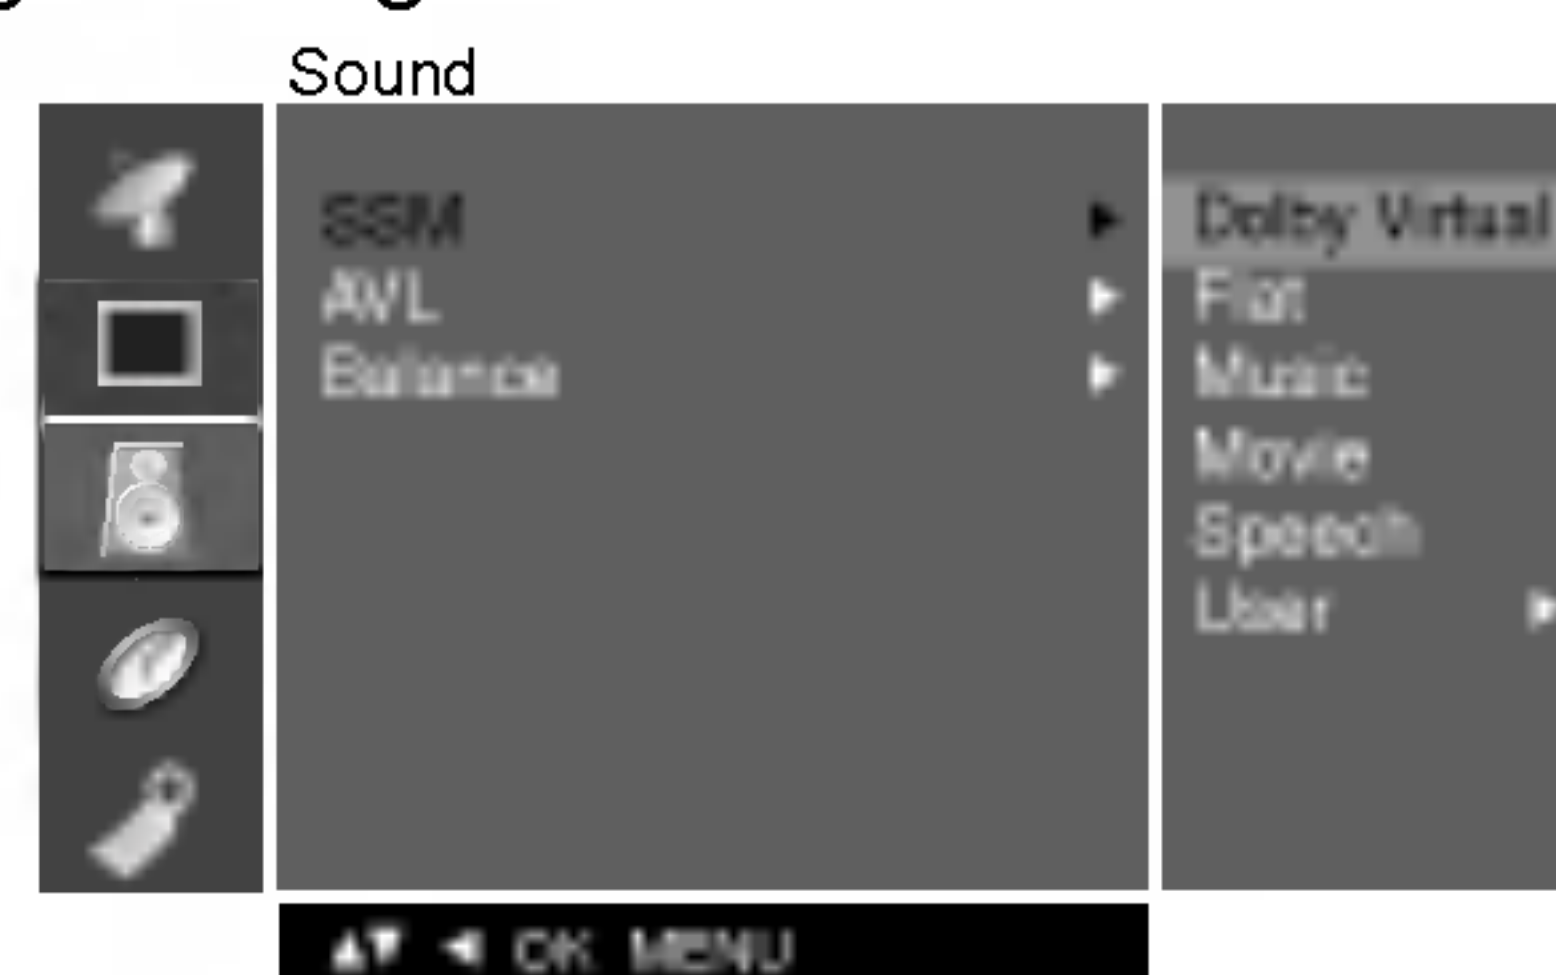 Sound
SSM
AVL
Balance
Dolby Virtual
Flat
Music
Movie
Speech
User
OK MENU